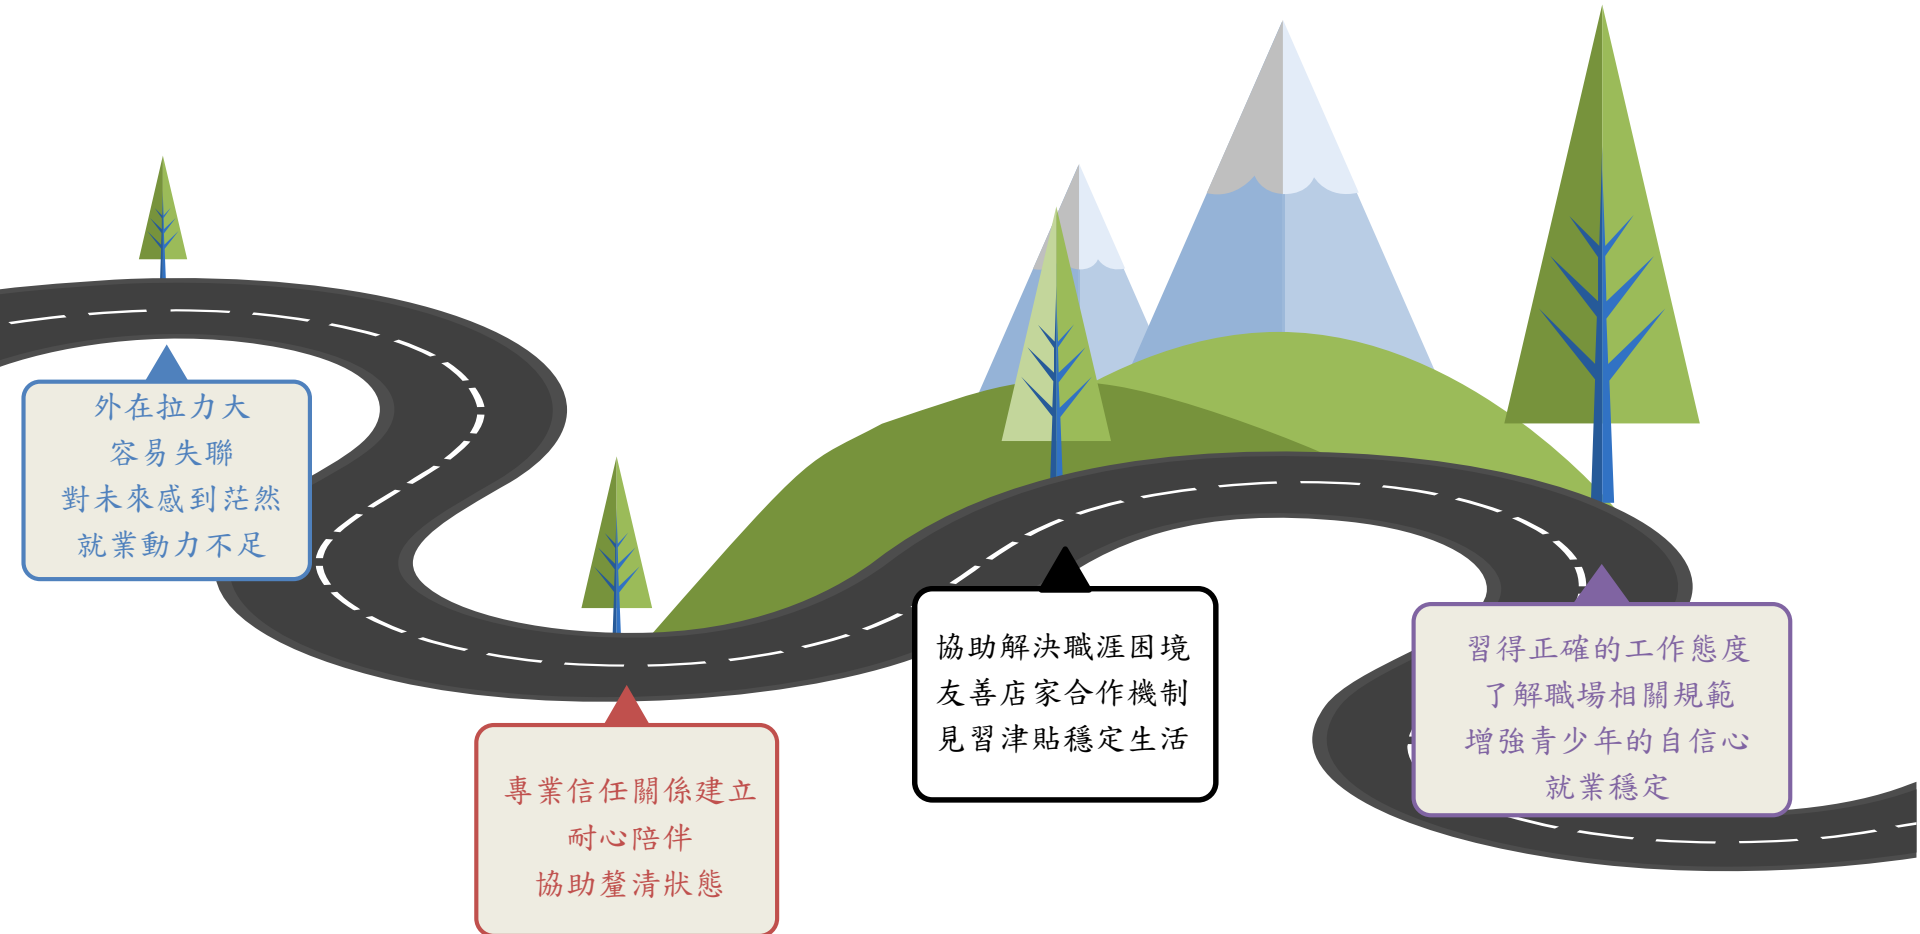 外在拉力大
容易失聯
對未來感到茫然
就業動力不足
專業信任關係建立
耐心陪伴
協助釐清狀態
協助解決職涯困境
友善店家合作機制
見習津貼穩定生活
習得正確的工作態度
了解職場相關規範
增強青少年的自信心
就業穩定